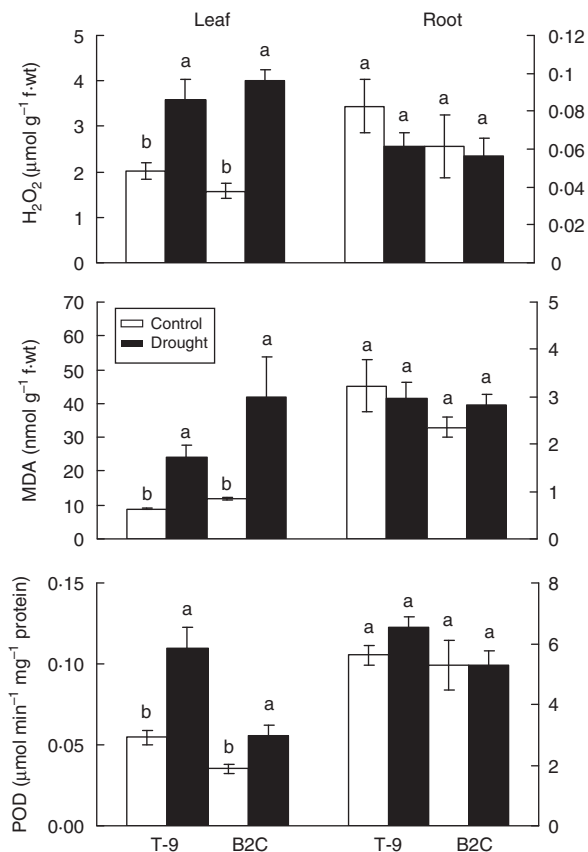 Leaf Root
H₂O₂ (μmol g⁻¹ f·wt)
5
4
3
2
1
0
b a b a
a a a a
0·12
0·1
0·08
0·06
0·04
0·02
0
MDA (nmol g⁻¹ f·wt)
70
60
50
40
30
20
10
0
Control
Drought
b a b a
a a a a
5
4
3
2
1
0
POD (μmol min⁻¹ mg⁻¹ protein)
0·15
0·10
0·05
0·00
b a b a
a a a a
8
6
4
2
0
T-9 B2C T-9 B2C